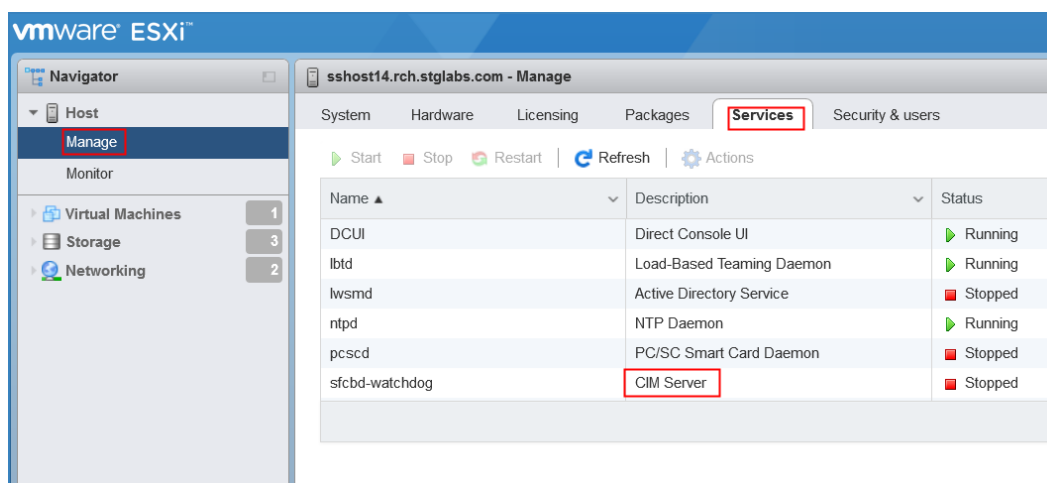 vmware® ESXi™
Navigator
Host
Manage
Monitor
Virtual Machines 1
Storage 3
Networking 2
sshost14.rch.stglabs.com - Manage
System Hardware Licensing Packages Services Security & users
Start Stop Restart Refresh Actions
Name Description Status
DCUI Direct Console UI Running
lbtd Load-Based Teaming Daemon Running
lwsmd Active Directory Service Stopped
ntpd NTP Daemon Running
pcscd PC/SC Smart Card Daemon Stopped
sfcbd-watchdog CIM Server Stopped